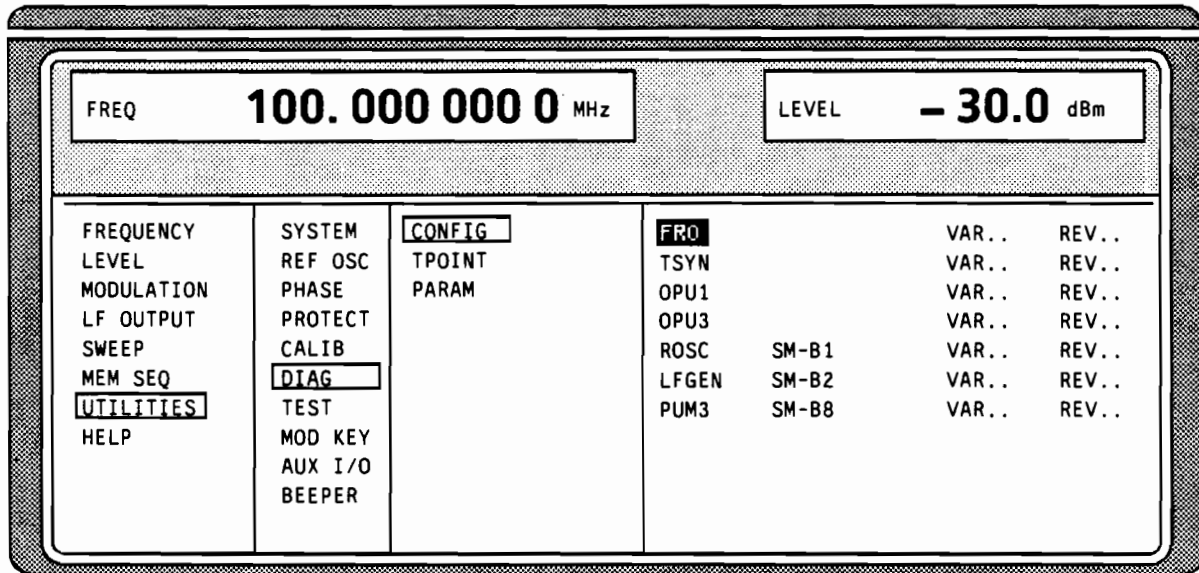 FREQ 100. 000 000 0 MHz
LEVEL – 30.0 dBm
FREQUENCY
LEVEL
MODULATION
LF OUTPUT
SWEEP
MEM SEQ
UTILITIES
HELP
SYSTEM
REF OSC
PHASE
PROTECT
CALIB
DIAG
TEST
MOD KEY
AUX I/O
BEEPER
CONFIG
TPOINT
PARAM
FRO VAR.. REV..
TSYN VAR.. REV..
OPU1 VAR.. REV..
OPU3 VAR.. REV..
ROSC SM-B1 VAR.. REV..
LFGEN SM-B2 VAR.. REV..
PUM3 SM-B8 VAR.. REV..